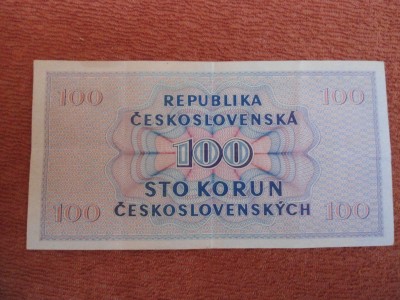 100 100
REPUBLIKA
ČESKOSLOVENSKÁ
100
STO KORUN
ČESKOSLOVENSKÝCH
100 100